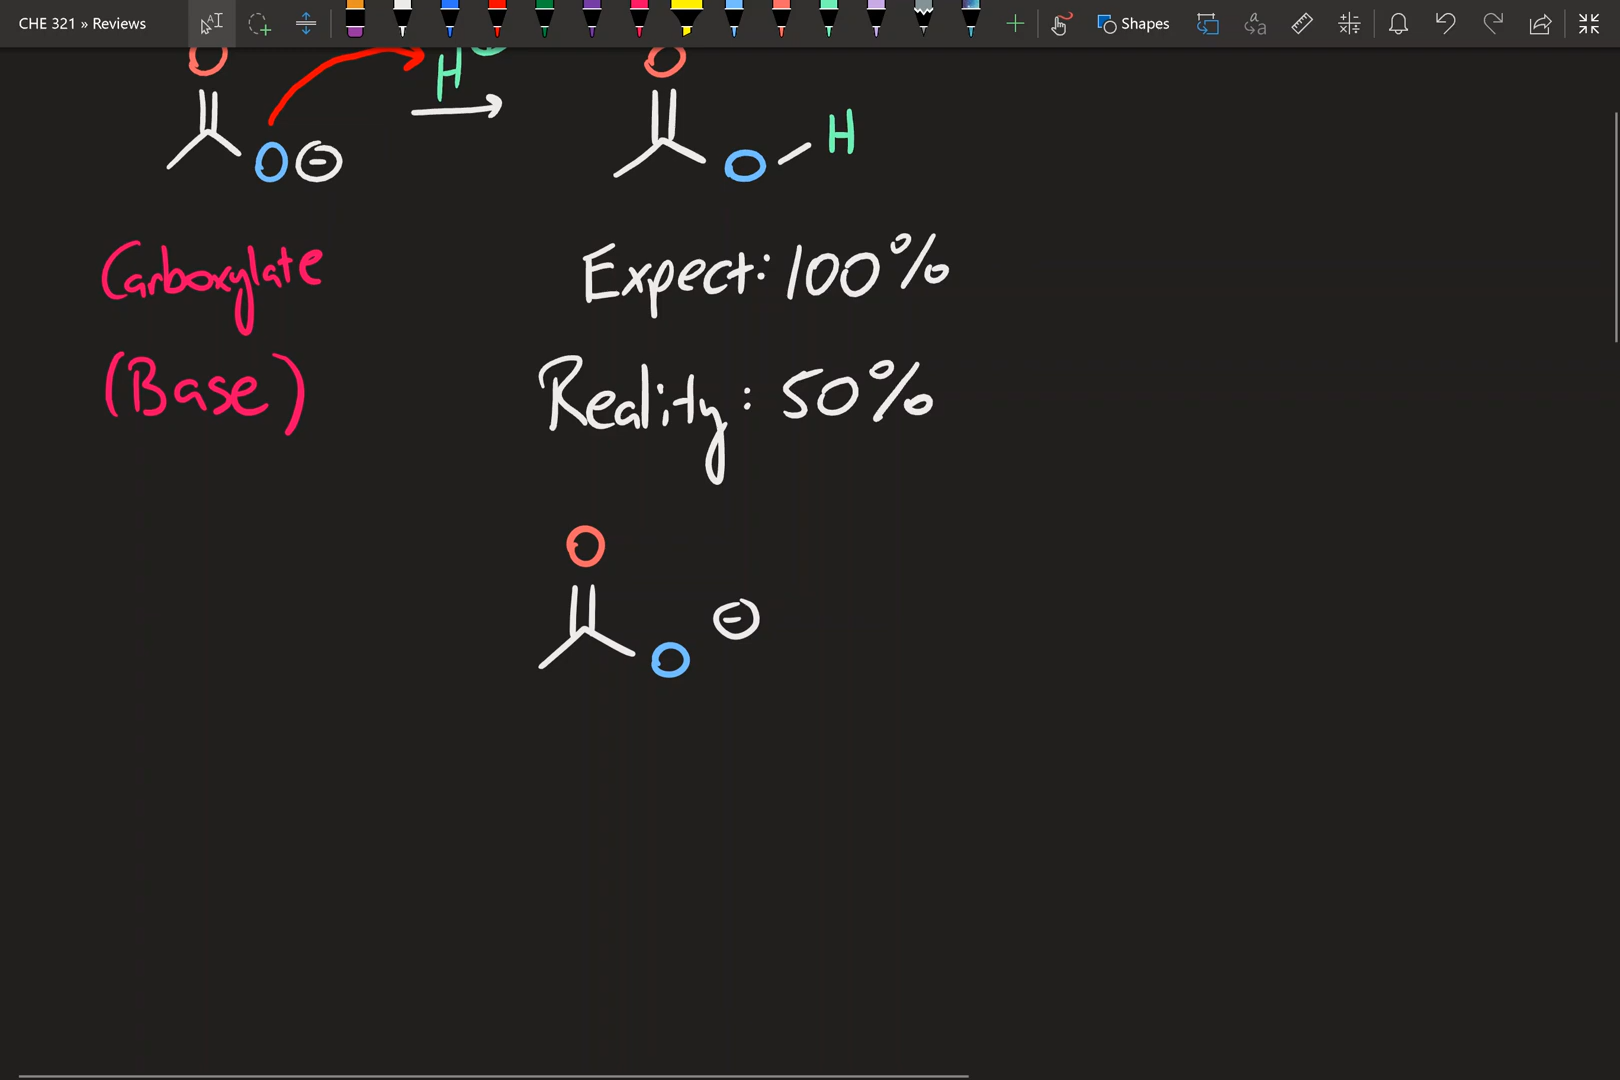 CHE 321 » Reviews
Shapes
O H
O
H
O ⊖
O
Carboxylate
(Base)
Expect: 100%
Reality: 50%
O
⊖
O